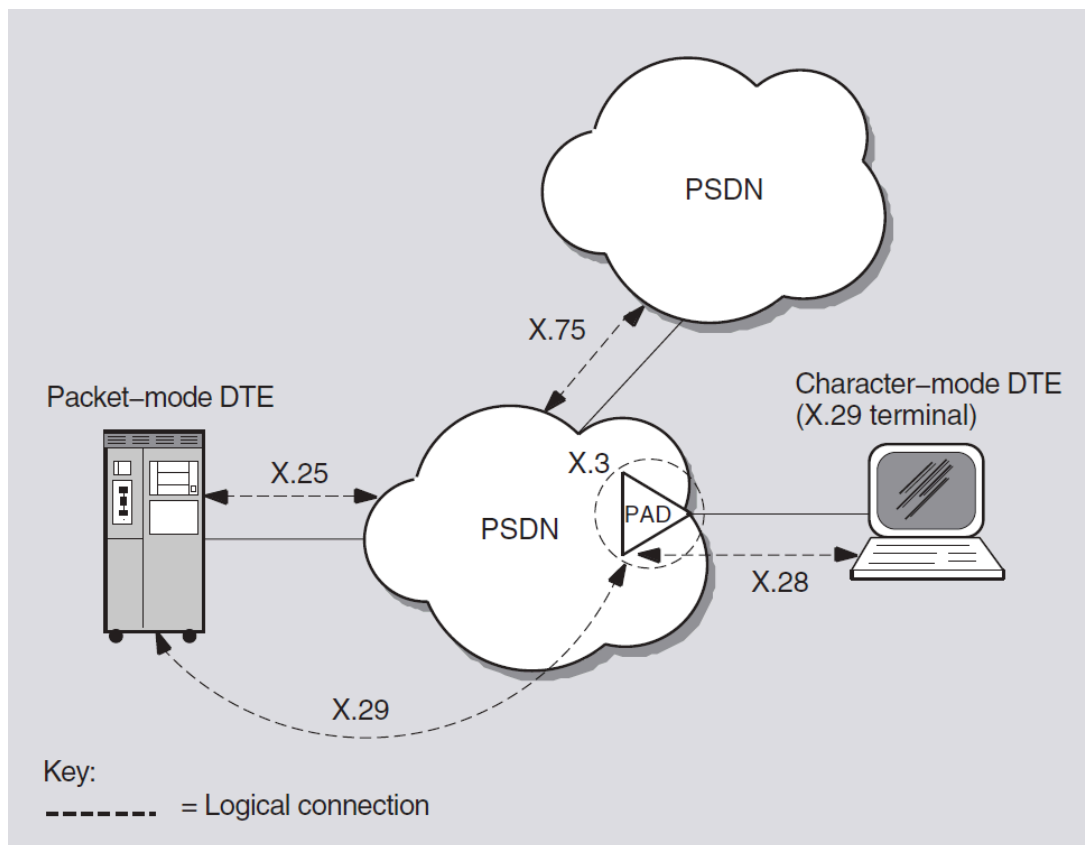 PSDN
X.75
Packet–mode DTE
Character–mode DTE
(X.29 terminal)
X.25
X.3
PSDN
PAD
X.28
X.29
Key:
= Logical connection